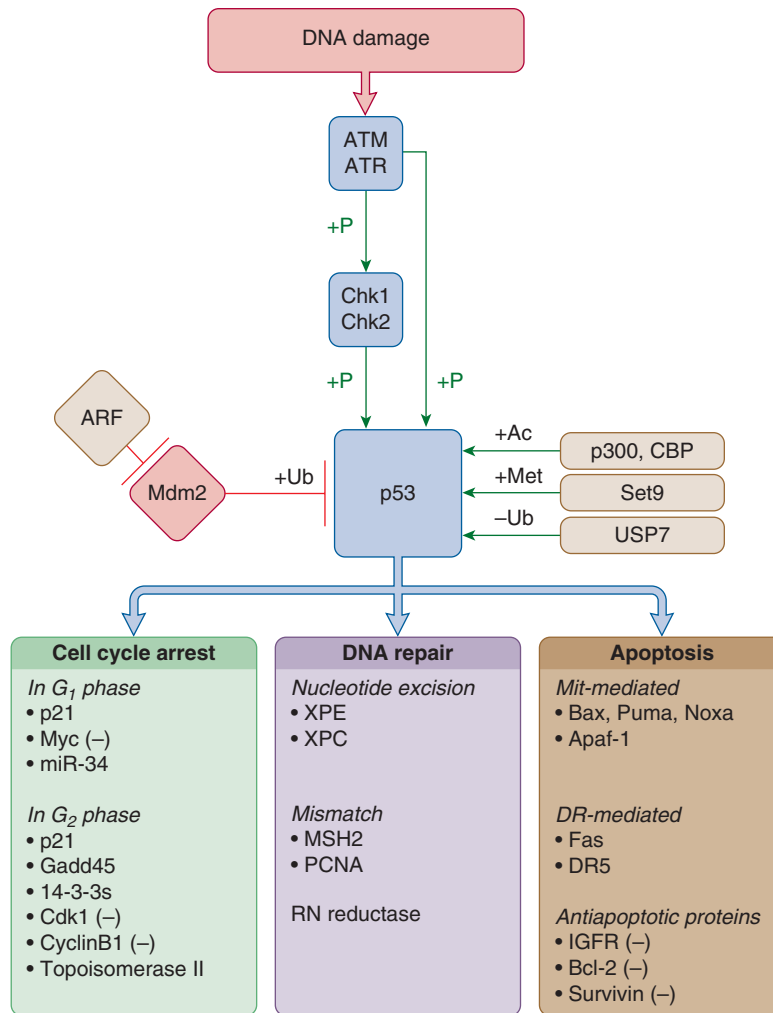 DNA damage
ATM
ATR
+P
Chk1
Chk2
+P
+P
ARF
Mdm2
+Ub
p53
+Ac
p300, CBP
+Met
Set9
–Ub
USP7
Cell cycle arrest
In G1 phase
• p21
• Myc (–)
• miR-34
In G2 phase
• p21
• Gadd45
• 14-3-3s
• Cdk1 (–)
• CyclinB1 (–)
• Topoisomerase II
DNA repair
Nucleotide excision
• XPE
• XPC
Mismatch
• MSH2
• PCNA
RN reductase
Apoptosis
Mit-mediated
• Bax, Puma, Noxa
• Apaf-1
DR-mediated
• Fas
• DR5
Antiapoptotic proteins
• IGFR (–)
• Bcl-2 (–)
• Survivin (–)